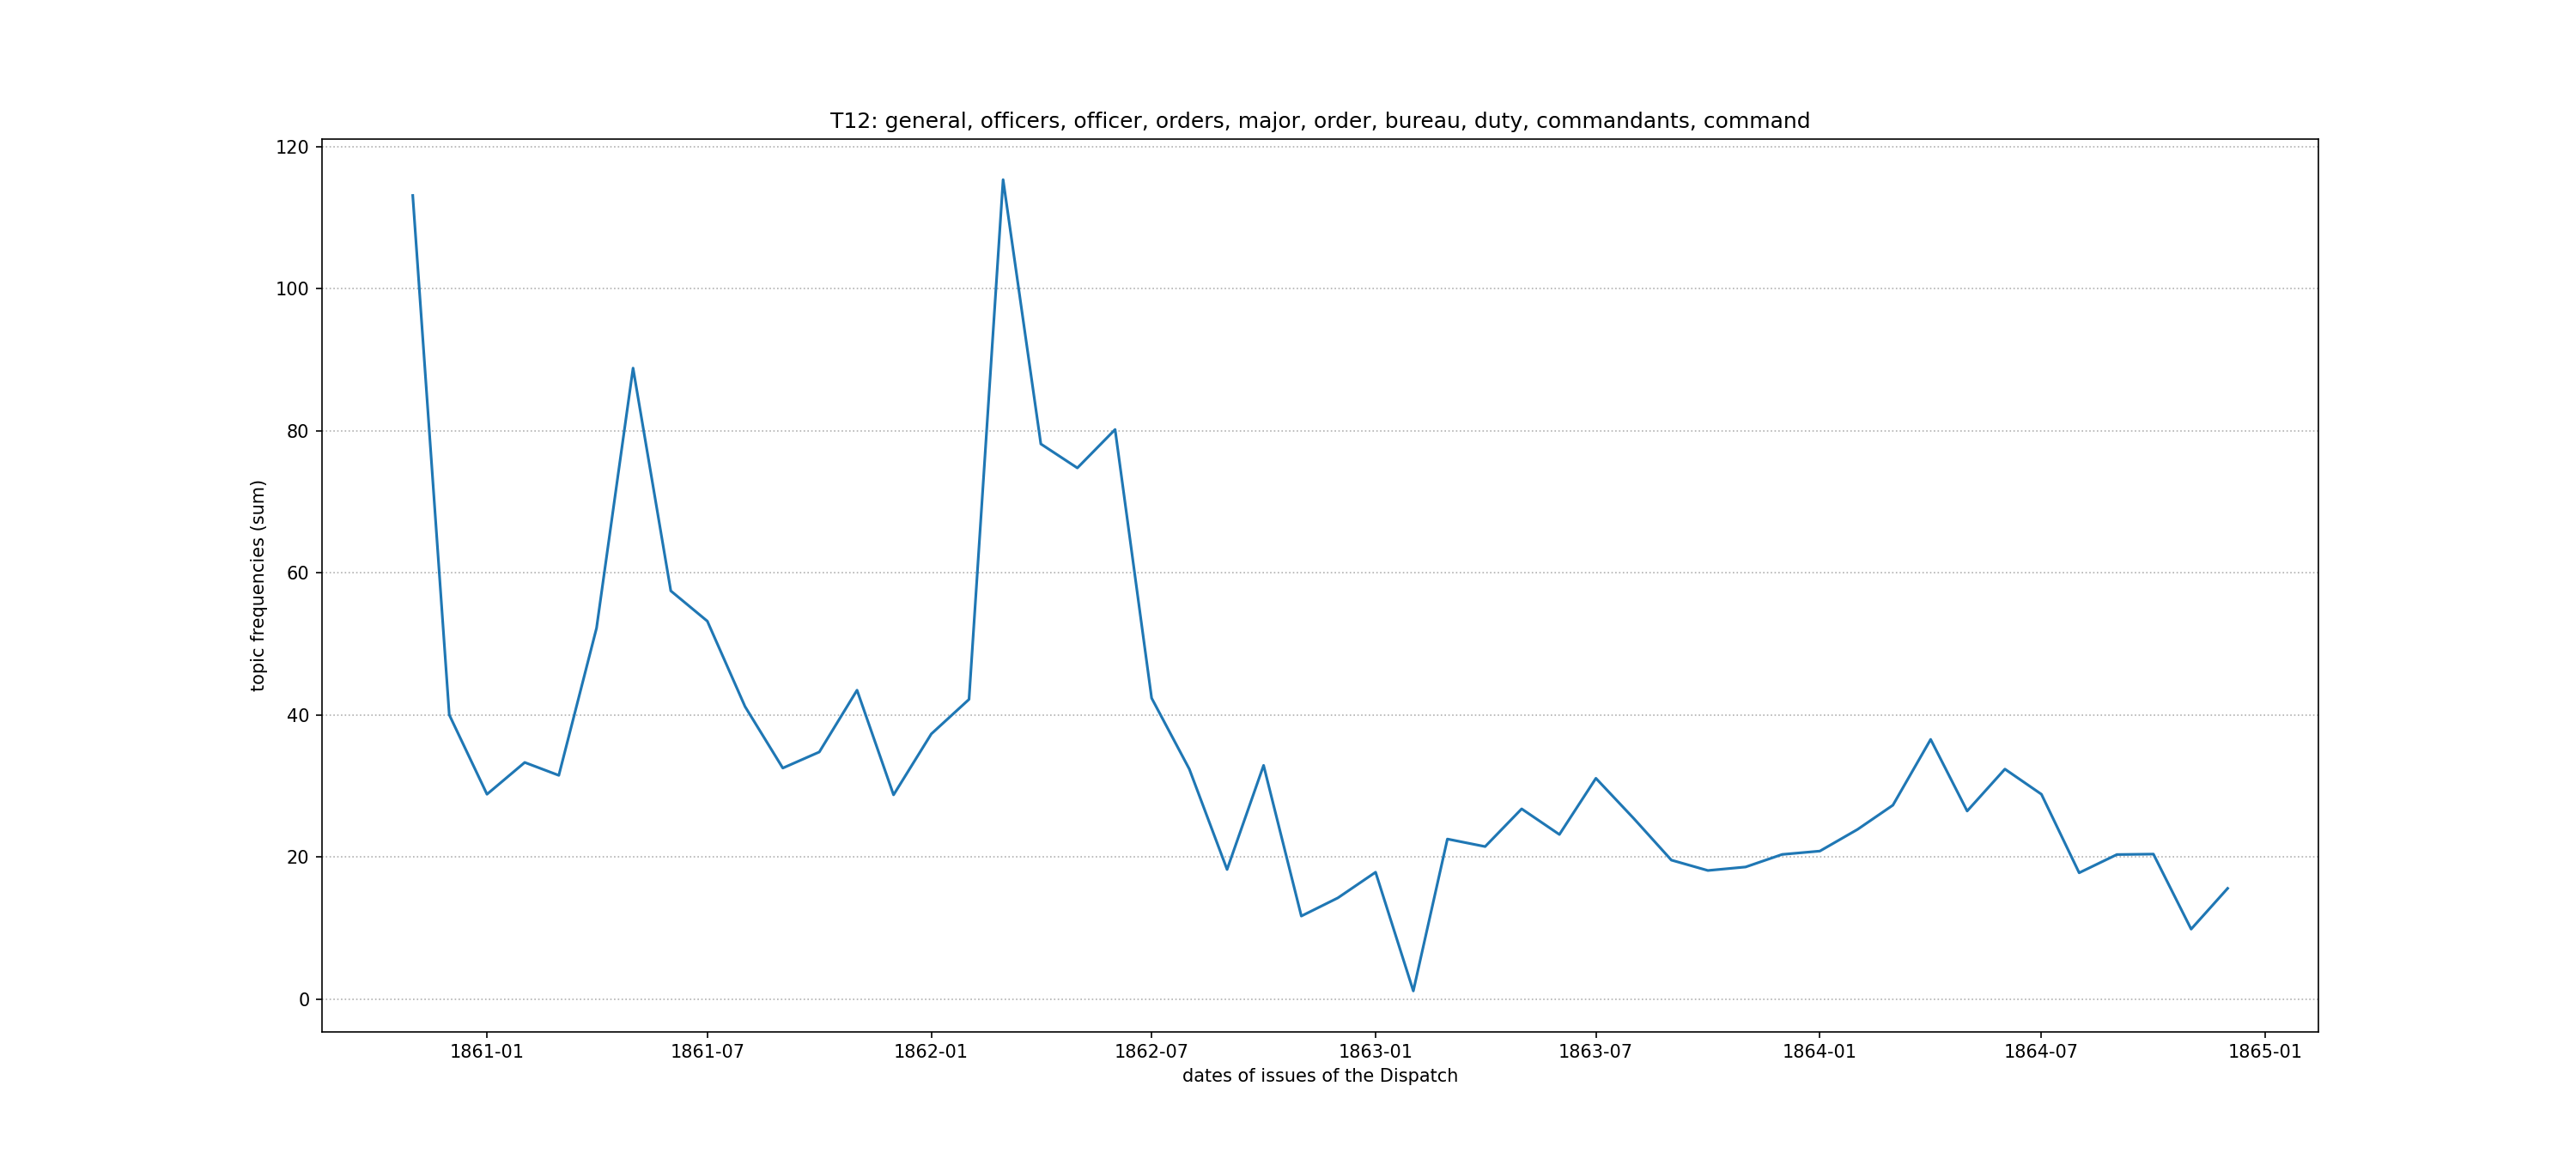 T12: general, officers, officer, orders, major, order, bureau, duty, commandants, command
120
100
80
60
40
20
0
topic frequencies (sum)
1861-01 1861-07 1862-01 1862-07 1863-01 1863-07 1864-01 1864-07 1865-01
dates of issues of the Dispatch